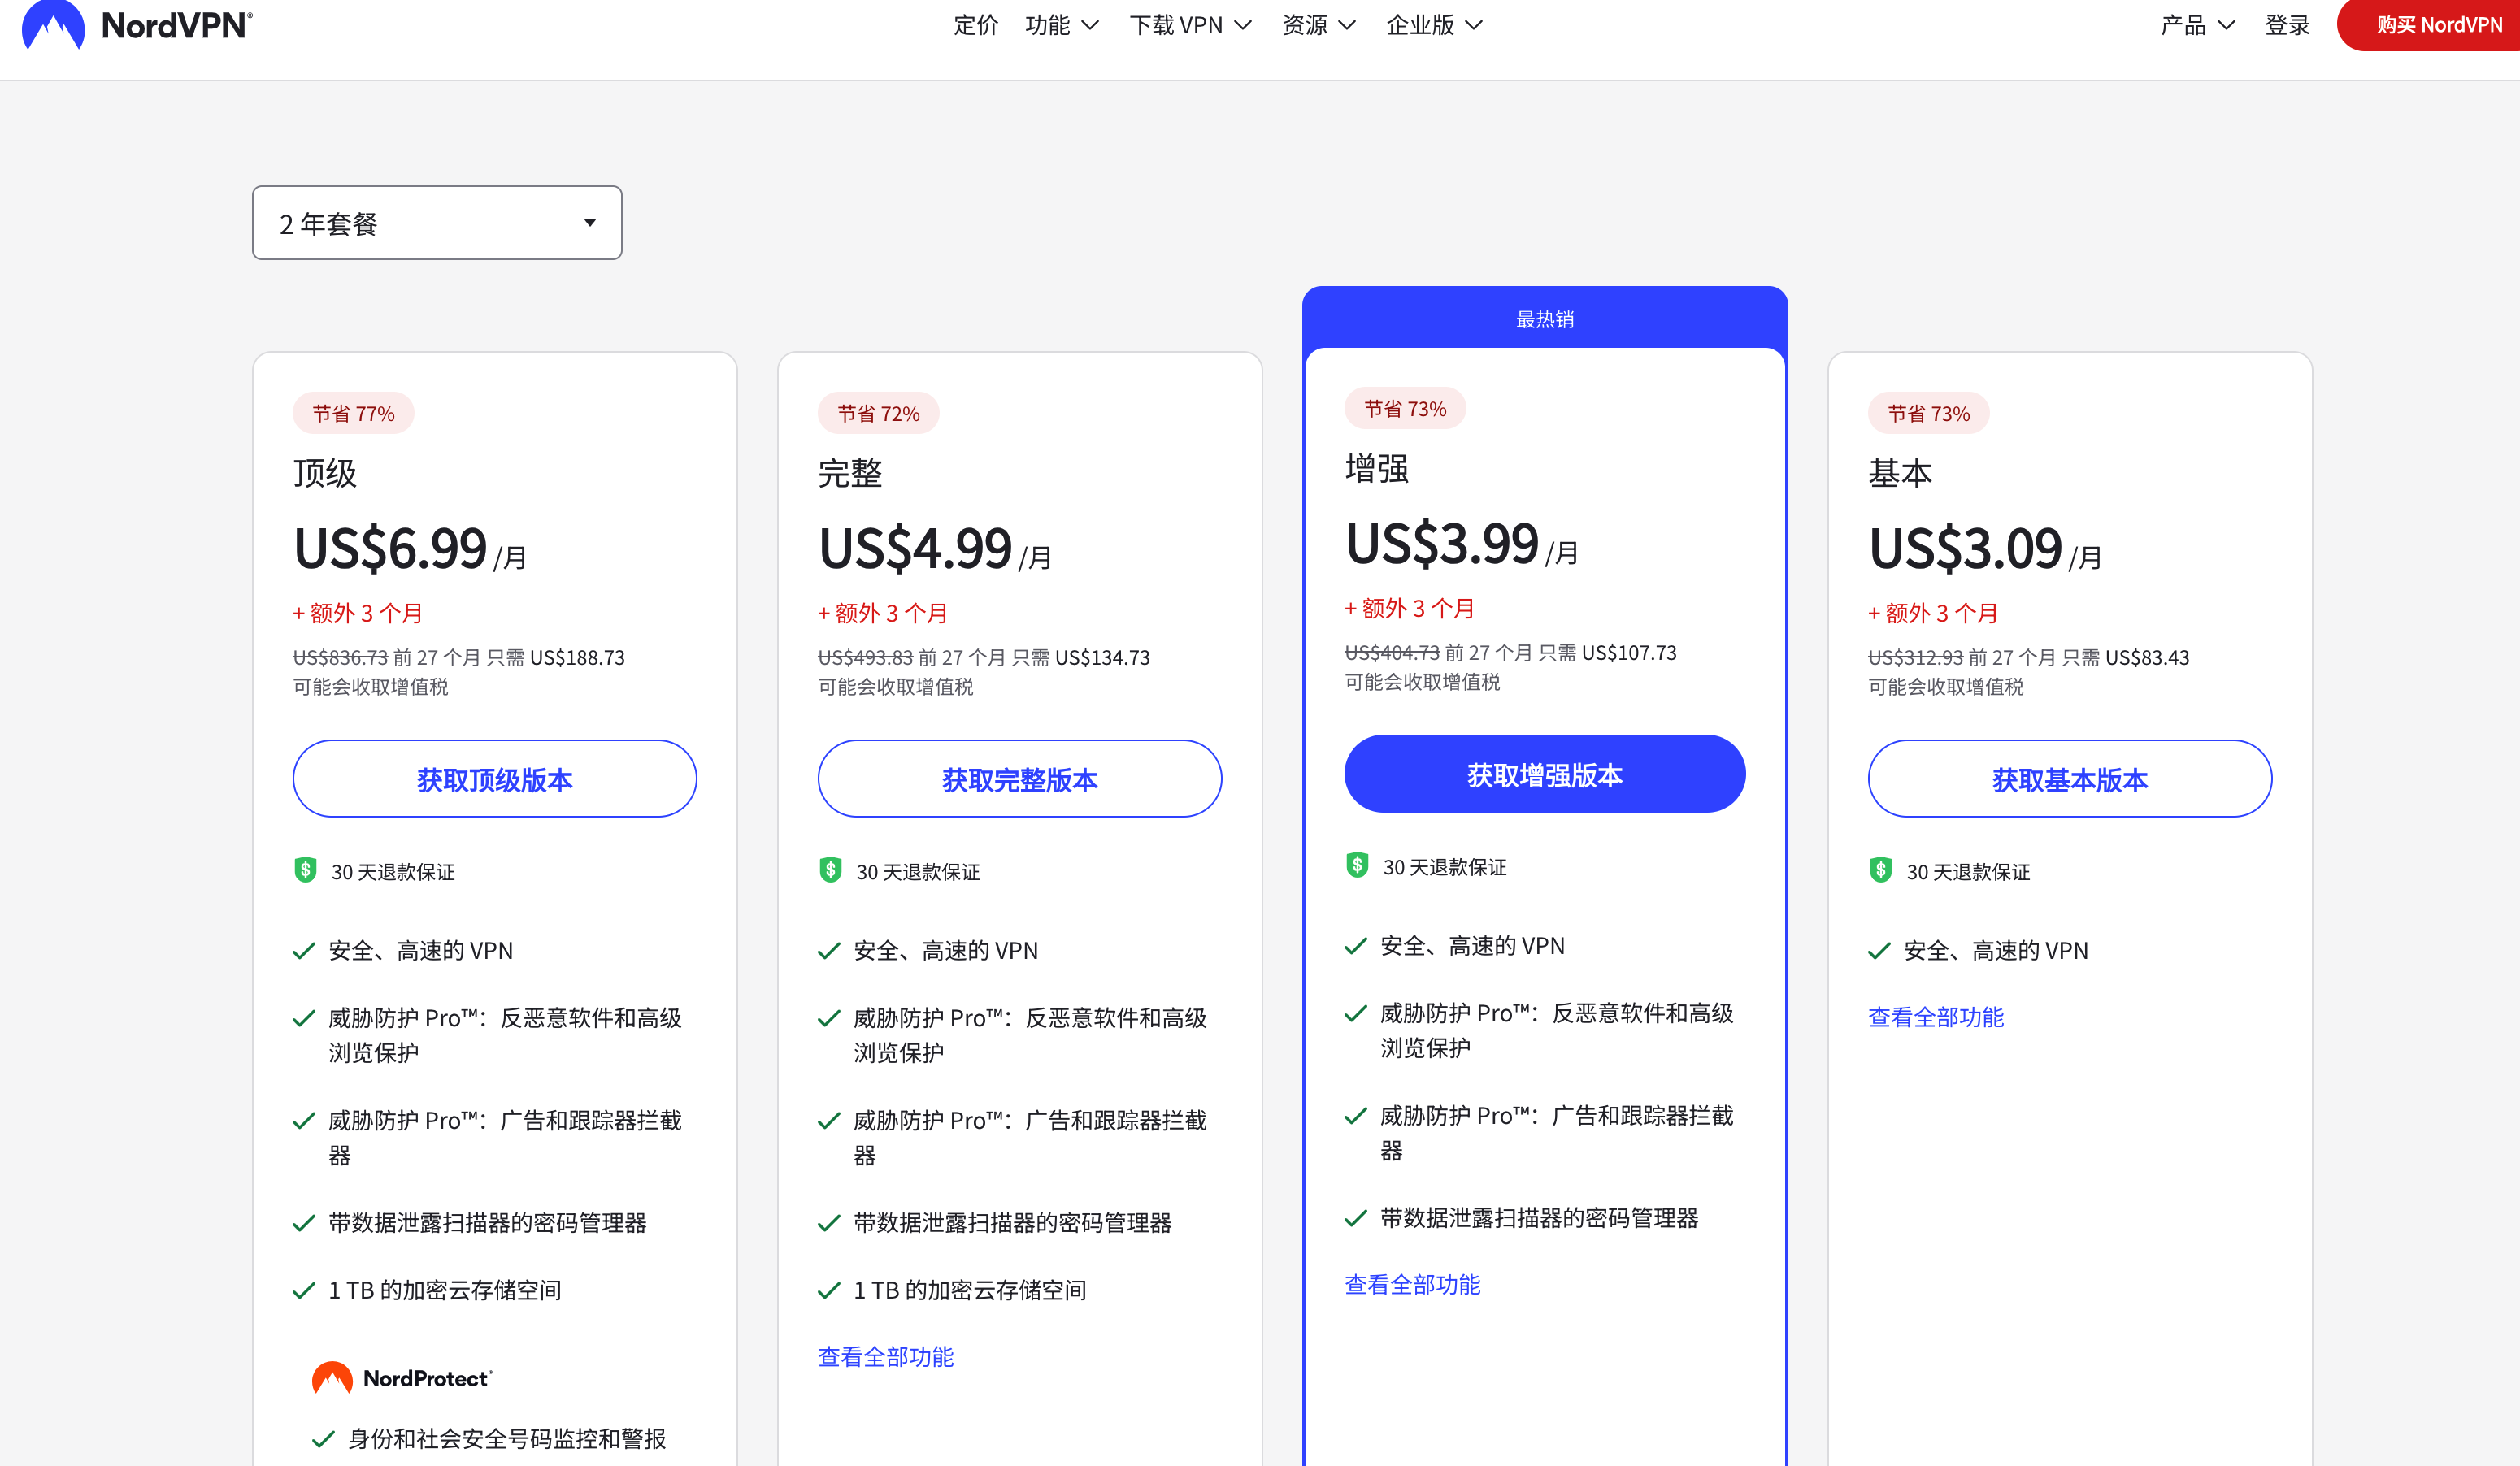 NordVPN®
定价 功能 下载 VPN 资源 企业版 产品 登录 购买 NordVPN
2 年套餐
节省 77%
顶级
US$6.99 /月
+ 额外 3 个月
US$836.73 前 27 个月 只需 US$188.73
可能会收取增值税
获取顶级版本
30 天退款保证
安全、高速的 VPN
威胁防护 Pro™：反恶意软件和高级
浏览保护
威胁防护 Pro™：广告和跟踪器拦截
器
带数据泄露扫描器的密码管理器
1 TB 的加密云存储空间
NordProtect®
身份和社会安全号码监控和警报
节省 72%
完整
US$4.99 /月
+ 额外 3 个月
US$493.83 前 27 个月 只需 US$134.73
可能会收取增值税
获取完整版本
30 天退款保证
安全、高速的 VPN
威胁防护 Pro™：反恶意软件和高级
浏览保护
威胁防护 Pro™：广告和跟踪器拦截
器
带数据泄露扫描器的密码管理器
1 TB 的加密云存储空间
查看全部功能
最热销
节省 73%
增强
US$3.99 /月
+ 额外 3 个月
US$404.73 前 27 个月 只需 US$107.73
可能会收取增值税
获取增强版本
30 天退款保证
安全、高速的 VPN
威胁防护 Pro™：反恶意软件和高级
浏览保护
威胁防护 Pro™：广告和跟踪器拦截
器
带数据泄露扫描器的密码管理器
查看全部功能
节省 73%
基本
US$3.09 /月
+ 额外 3 个月
US$312.93 前 27 个月 只需 US$83.43
可能会收取增值税
获取基本版本
30 天退款保证
安全、高速的 VPN
查看全部功能